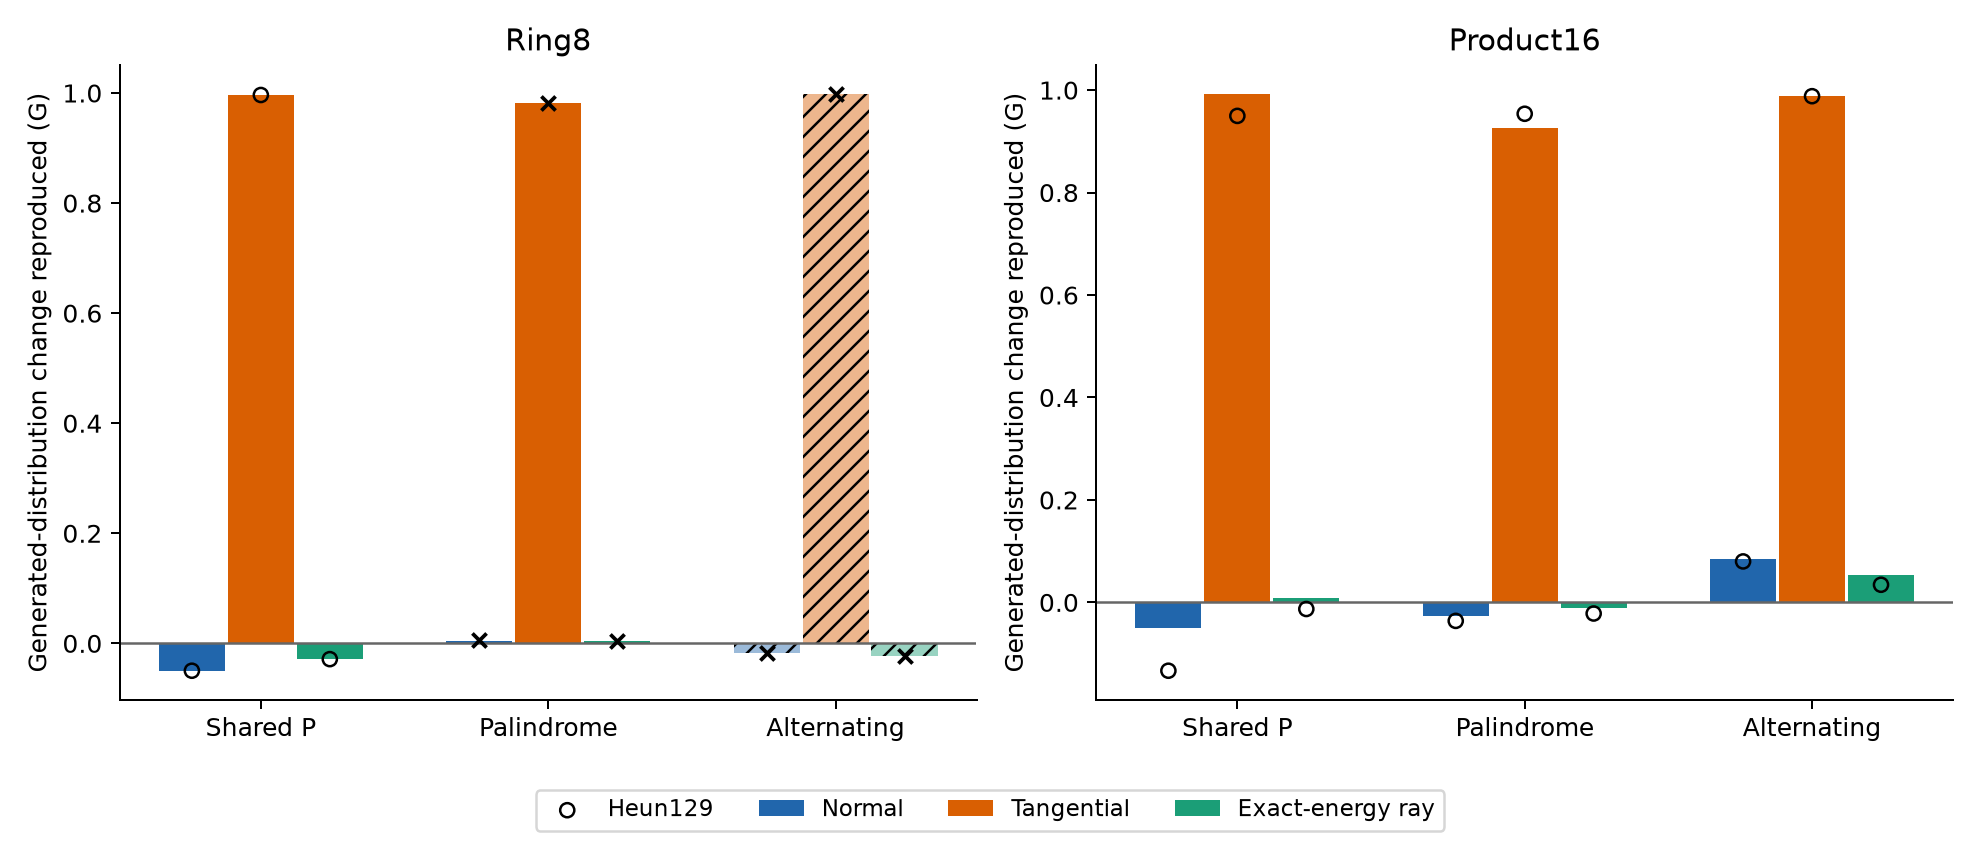 Ring8
Generated-distribution change reproduced (G)
1.0
0.8
0.6
0.4
0.2
0.0
Shared P
Palindrome
Alternating
Product16
Generated-distribution change reproduced (G)
1.0
0.8
0.6
0.4
0.2
0.0
Shared P
Palindrome
Alternating
Heun129
Normal
Tangential
Exact-energy ray